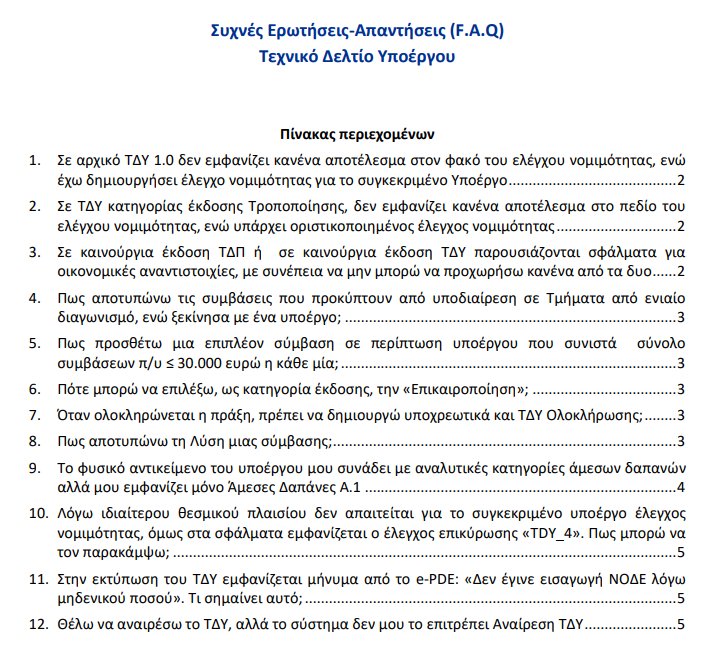 Συχνές Ερωτήσεις-Απαντήσεις (F.A.Q)
Τεχνικό Δελτίο Υποέργου
Πίνακας περιεχομένων
1. Σε αρχικό ΤΔΥ 1.0 δεν εμφανίζει κανένα αποτέλεσμα στον φακό του ελέγχου νομιμότητας, ενώ
έχω δημιουργήσει έλεγχο νομιμότητας για το συγκεκριμένο Υποέργο.....................................2
2. Σε ΤΔΥ κατηγορίας έκδοσης Τροποποίησης, δεν εμφανίζει κανένα αποτέλεσμα στο πεδίο του
ελέγχου νομιμότητας, ενώ υπάρχει οριστικοποιημένος έλεγχος νομιμότητας..........................2
3. Σε καινούργια έκδοση ΤΔΠ ή σε καινούργια έκδοση ΤΔΥ παρουσιάζονται σφάλματα για
οικονομικές αναντιστοιχίες, με συνέπεια να μην μπορώ να προχωρήσω κανένα από τα δυο......2
4. Πως αποτυπώνω τις συμβάσεις που προκύπτουν από υποδιαίρεση σε Τμήματα από ενιαίο
διαγωνισμό, ενώ ξεκίνησα με ένα υποέργο; ..........................................................................3
5. Πως προσθέτω μια επιπλέον σύμβαση σε περίπτωση υποέργου που συνιστά σύνολο
συμβάσεων π/υ ≤ 30.000 ευρώ η κάθε μία;...........................................................................3
6. Πότε μπορώ να επιλέξω, ως κατηγορία έκδοσης, την «Επικαιροποίηση»; ................................3
7. Όταν ολοκληρώνεται η πράξη, πρέπει να δημιουργώ υποχρεωτικά και ΤΔΥ Ολοκλήρωσης;.......3
8. Πως αποτυπώνω τη Λύση μιας σύμβασης;............................................................................3
9. Το φυσικό αντικείμενο του υποέργου μου συνάδει με αναλυτικές κατηγορίες άμεσων δαπανών
αλλά μου εμφανίζει μόνο Άμεσες Δαπάνες Α.1 .....................................................................4
10. Λόγω ιδιαίτερου θεσμικού πλαισίου δεν απαιτείται για το συγκεκριμένο υποέργο έλεγχος
νομιμότητας, όμως στα σφάλματα εμφανίζεται ο έλεγχος επικύρωσης «TDY_4». Πως μπορώ να
τον παρακάμψω; ................................................................................................................5
11. Στην εκτύπωση του ΤΔΥ εμφανίζεται μήνυμα από το e-PDE: «Δεν έγινε εισαγωγή ΝΟΔΕ λόγω
μηδενικού ποσού». Τι σημαίνει αυτό;...................................................................................5
12. Θέλω να αναιρέσω το ΤΔΥ, αλλά το σύστημα δεν μου το επιτρέπει Αναίρεση ΤΔΥ....................5